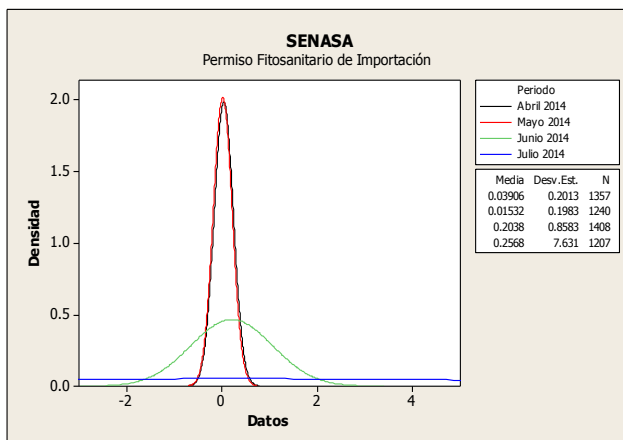 SENASA
Permiso Fitosanitario de Importación
Densidad
2.0
1.5
1.0
0.5
0.0
-2
0
2
4
Datos
Periodo
Abril 2014
Mayo 2014
Junio 2014
Julio 2014
Media Desv.Est. N
0.03906 0.2013 1357
0.01532 0.1983 1240
0.2038 0.8583 1408
0.2568 7.631 1207